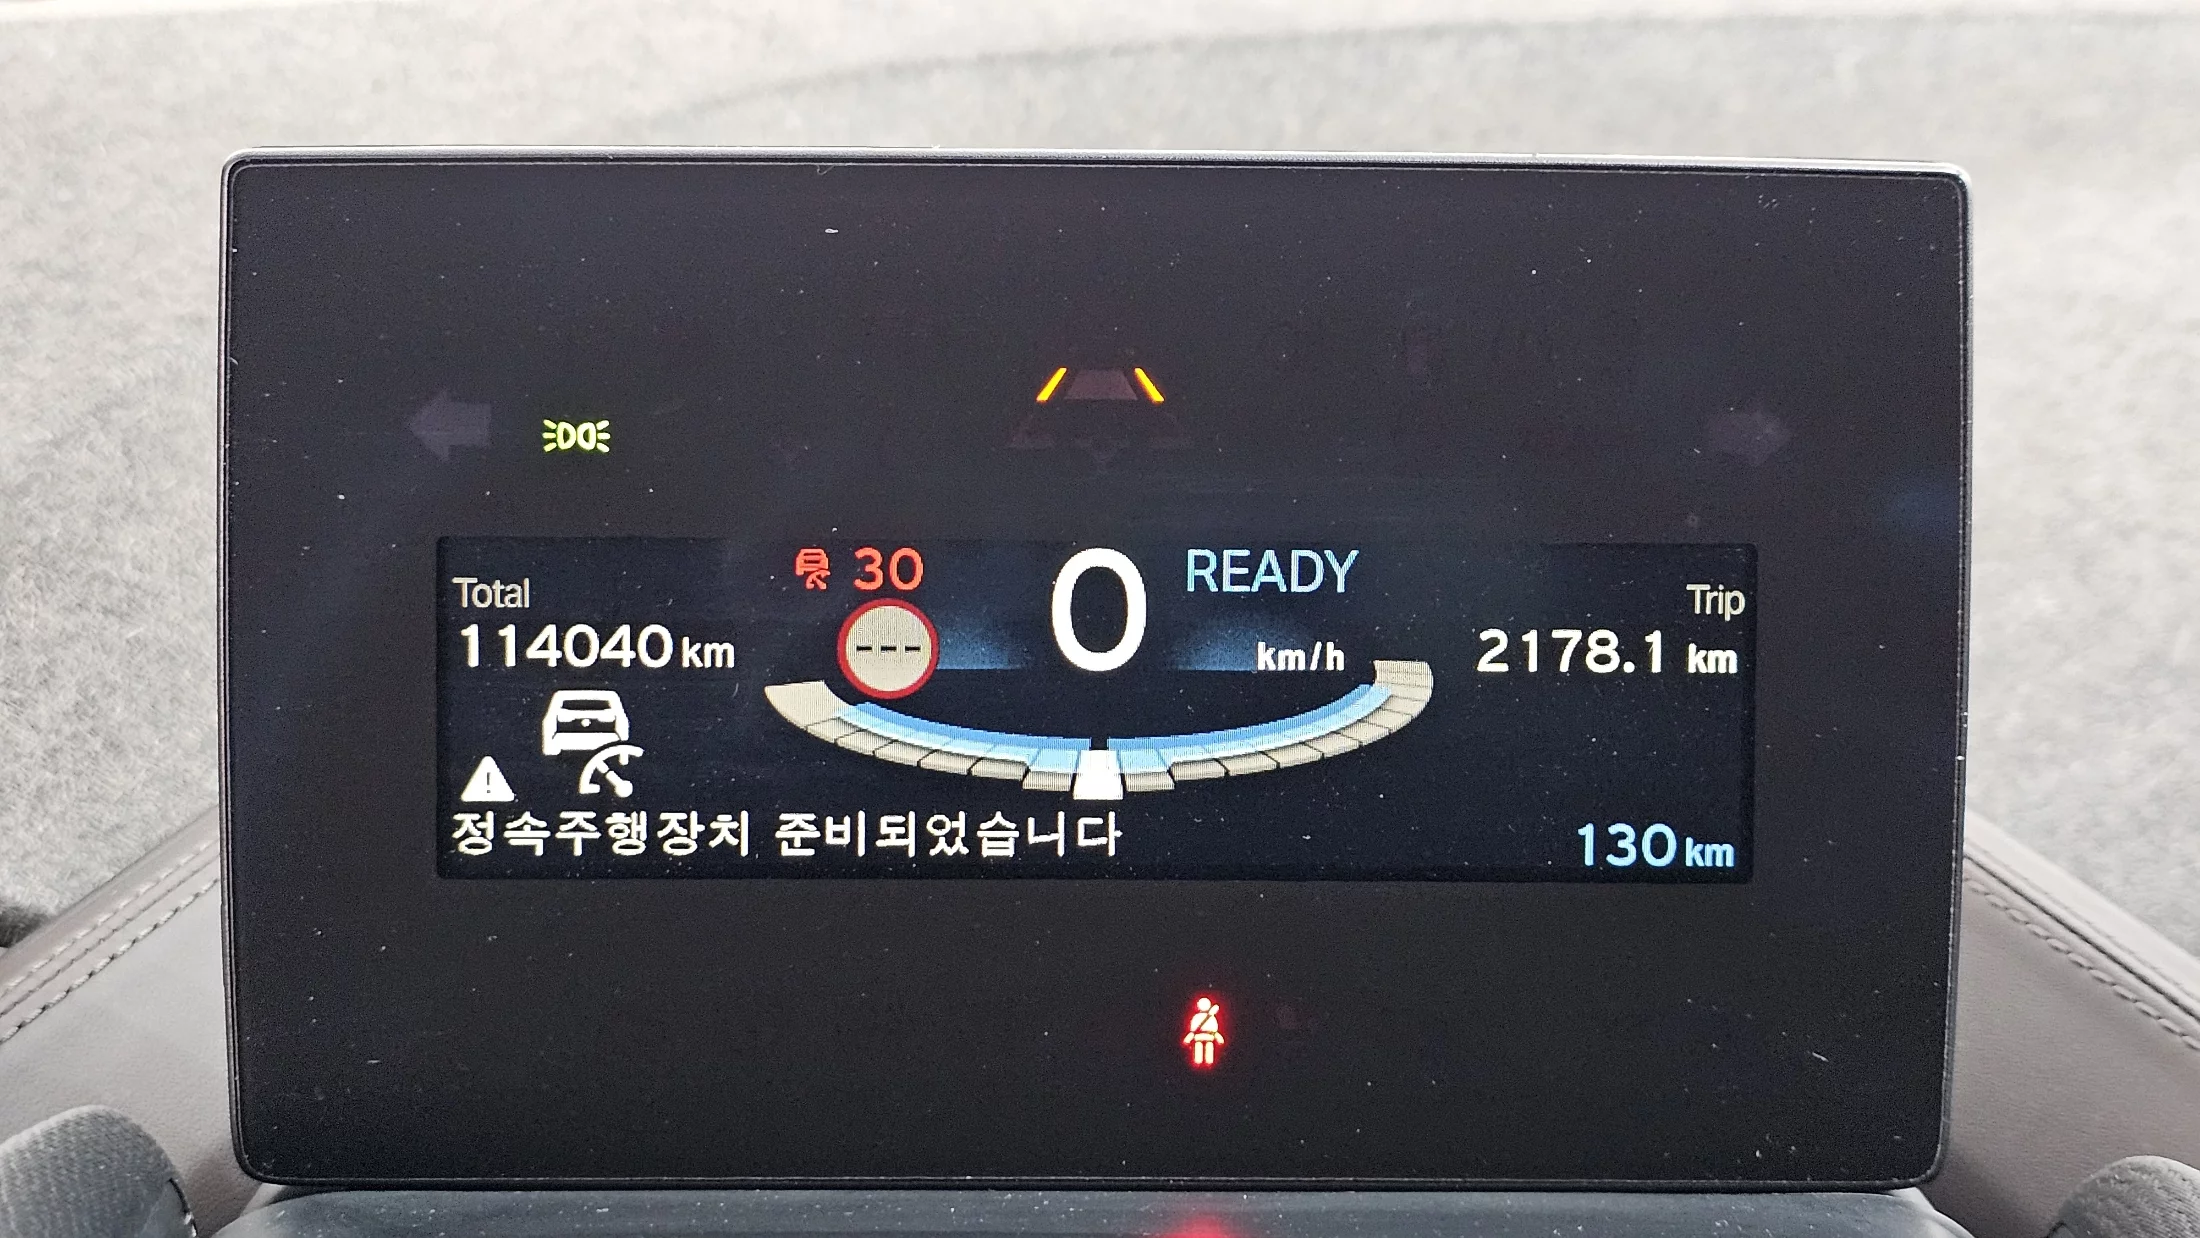 30
0
READY
km/h
Total
114040 km
Trip
2178.1 km
---
정속주행장치 준비되었습니다
130 km